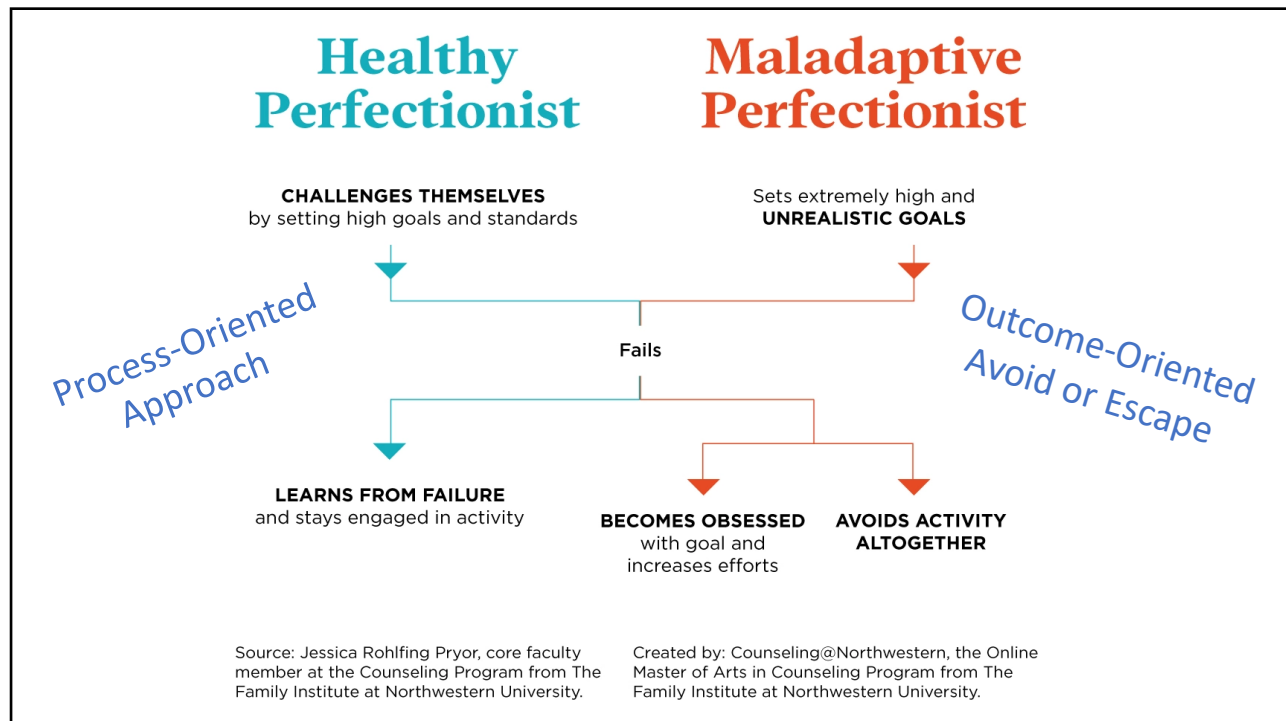 Healthy
Perfectionist
Maladaptive
Perfectionist
CHALLENGES THEMSELVES
by setting high goals and standards
Sets extremely high and
UNREALISTIC GOALS
Process-Oriented
Approach
Fails
Outcome-Oriented
Avoid or Escape
LEARNS FROM FAILURE
and stays engaged in activity
BECOMES OBSESSED
with goal and
increases efforts
AVOIDS ACTIVITY
ALTOGETHER
Source: Jessica Rohlfing Pryor, core faculty
member at the Counseling Program from The
Family Institute at Northwestern University.
Created by: Counseling@Northwestern, the Online
Master of Arts in Counseling Program from The
Family Institute at Northwestern University.